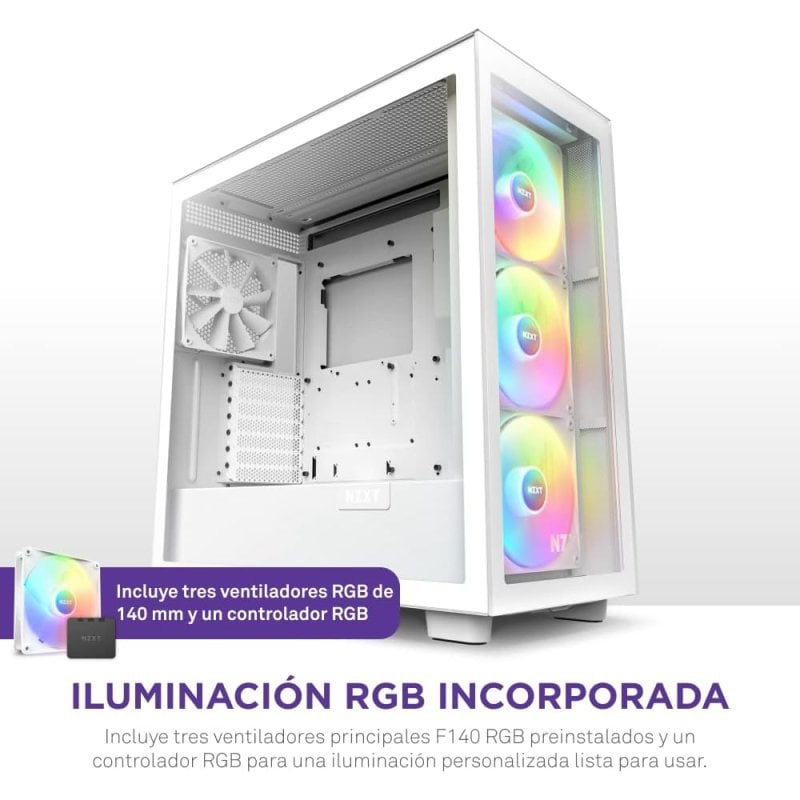 NZXT
NZXT
NZXT
NZXT
NZXT
NZXT
Incluye tres ventiladores RGB de
140 mm y un controlador RGB
ILUMINACIÓN RGB INCORPORADA
Incluye tres ventiladores principales F140 RGB preinstalados y un
controlador RGB para una iluminación personalizada lista para usar.